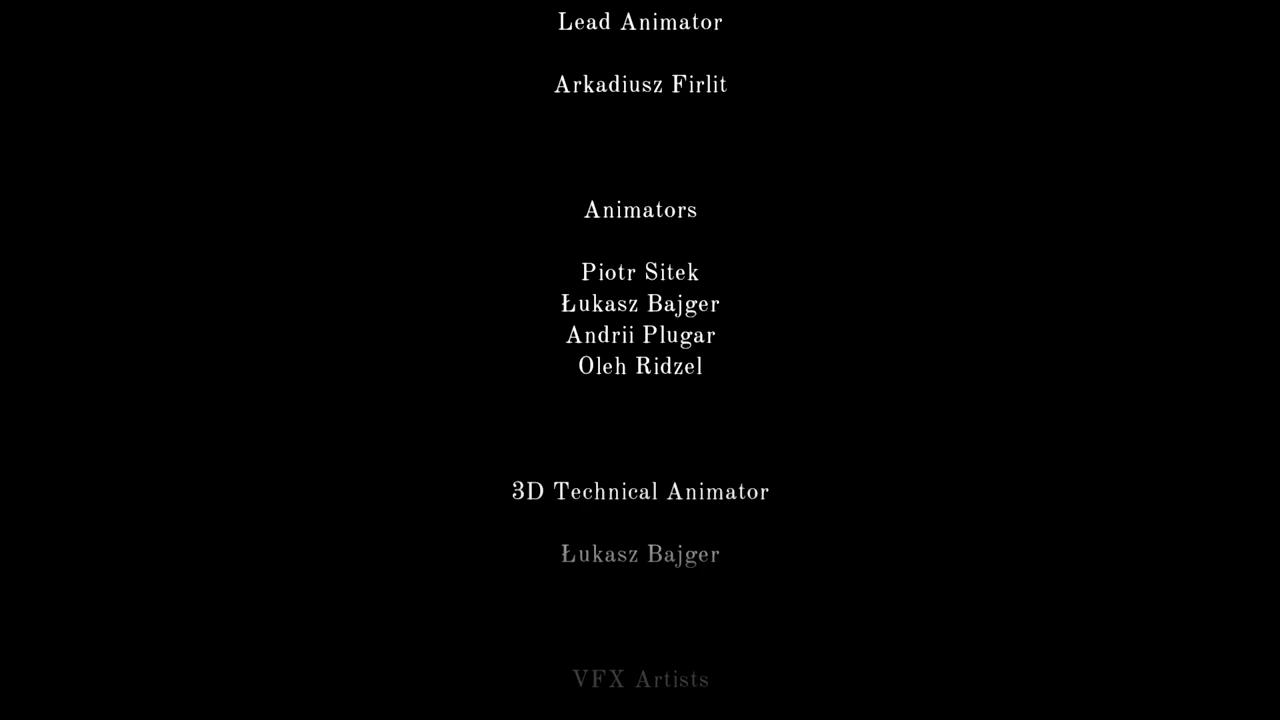 Lead Animator
Arkadiusz Firlit
Animators
Piotr Sitek
Łukasz Bajger
Andrii Plugar
Oleh Ridzel
3D Technical Animator
Łukasz Bajger
VFX Artists